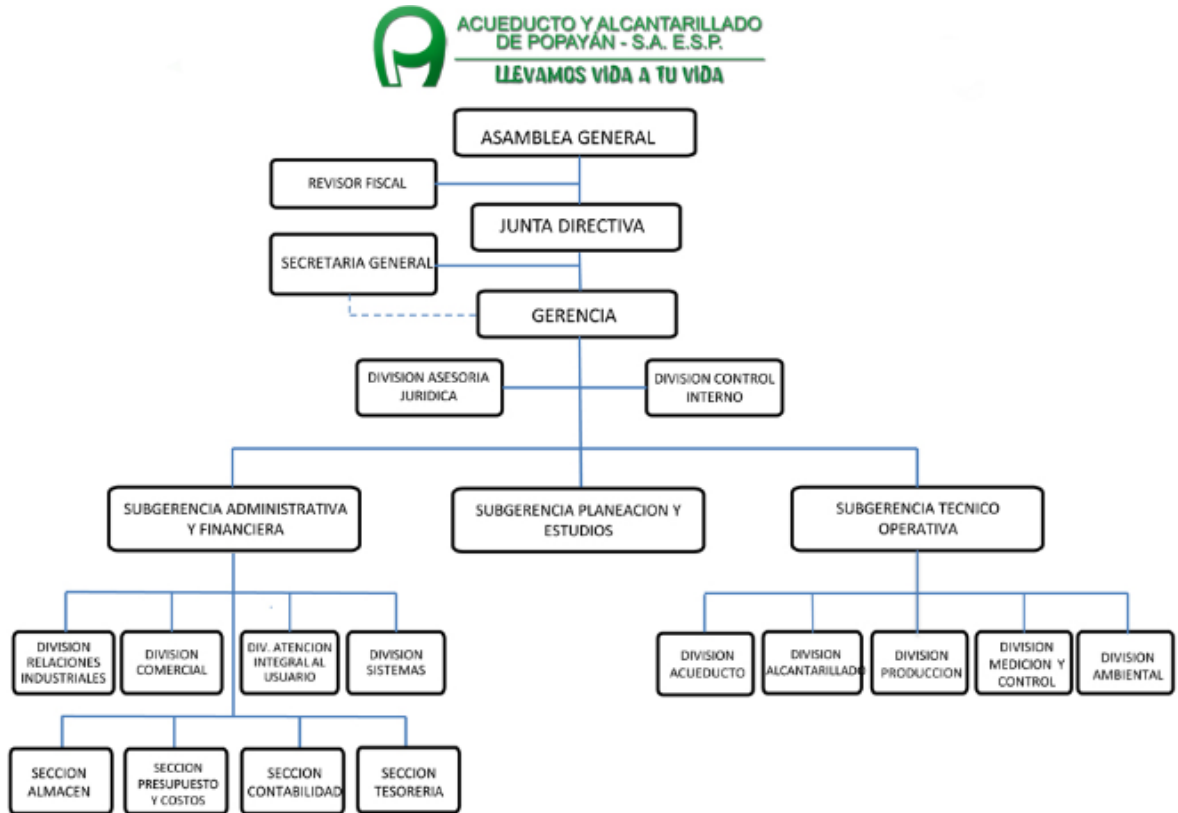 ACUEDUCTO Y ALCANTARILLADO
DE POPAYÁN - S.A. E.S.P.
LLEVAMOS VIDA A TU VIDA
ASAMBLEA GENERAL
REVISOR FISCAL
JUNTA DIRECTIVA
SECRETARIA GENERAL
GERENCIA
DIVISION ASESORIA
JURIDICA
DIVISION CONTROL
INTERNO
SUBGERENCIA ADMINISTRATIVA
Y FINANCIERA
SUBGERENCIA PLANEACION Y
ESTUDIOS
SUBGERENCIA TECNICO
OPERATIVA
DIVISION
RELACIONES
INDUSTRIALES
DIVISION
COMERCIAL
DIV. ATENCION
INTEGRAL AL
USUARIO
DIVISION
SISTEMAS
DIVISION
ACUEDUCTO
DIVISION
ALCANTARILLADO
DIVISION
PRODUCCION
DIVISION
MEDICION Y
CONTROL
DIVISION
AMBIENTAL
SECCION
ALMACEN
SECCION
PRESUPUESTO
Y COSTOS
SECCION
CONTABILIDAD
SECCION
TESORERIA